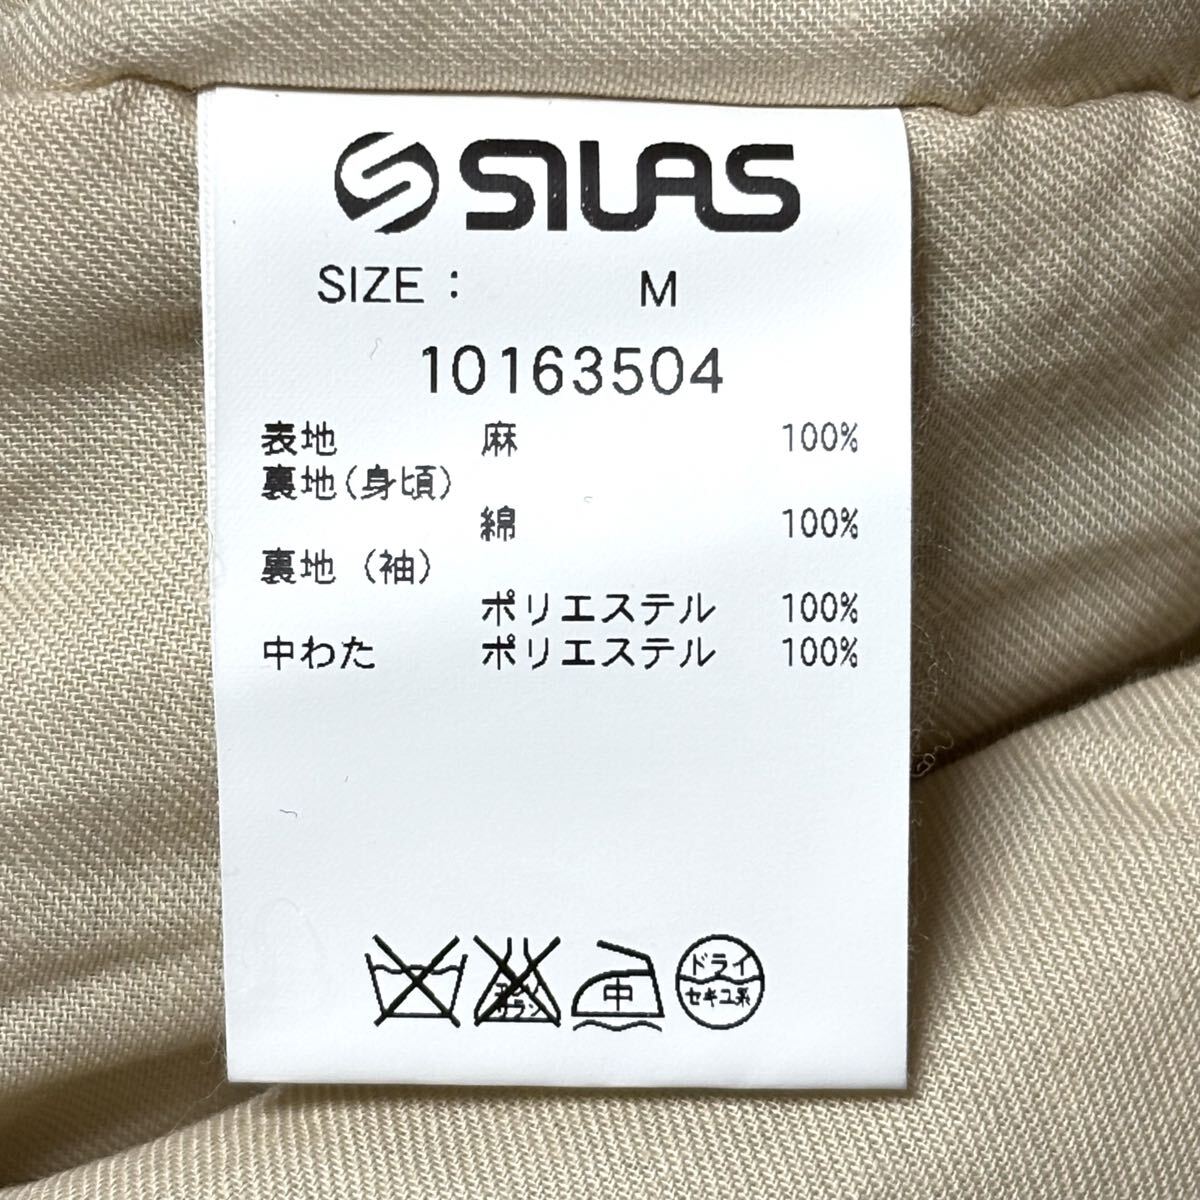 SILAS
SIZE : M
10163504
表地 麻 100%
裏地(身頃)
綿 100%
裏地 (袖)
ポリエステル 100%
中わた ポリエステル 100%
中
ドライ
セキユ系